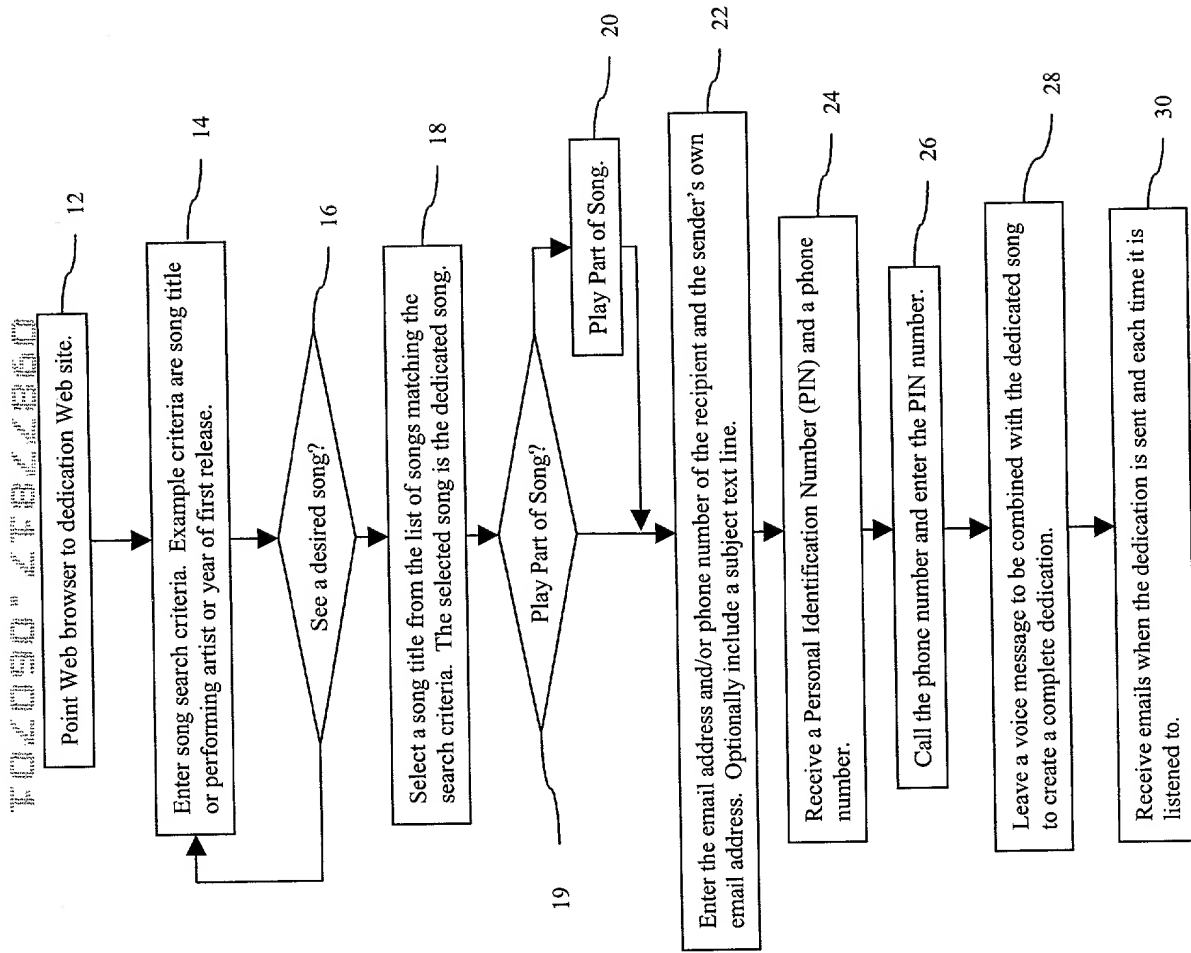 Point Web browser to dedication Web site.
12
Enter song search criteria. Example criteria are song title
or performing artist or year of first release.
14
See a desired song?
16
Select a song title from the list of songs matching the
search criteria. The selected song is the dedicated song.
18
Play Part of Song?
19
Play Part of Song.
20
Enter the email address and/or phone number of the recipient and the sender's own
email address. Optionally include a subject text line.
22
Receive a Personal Identification Number (PIN) and a phone
number.
24
Call the phone number and enter the PIN number.
26
Leave a voice message to be combined with the dedicated song
to create a complete dedication.
28
Receive emails when the dedication is sent and each time it is
listened to.
30